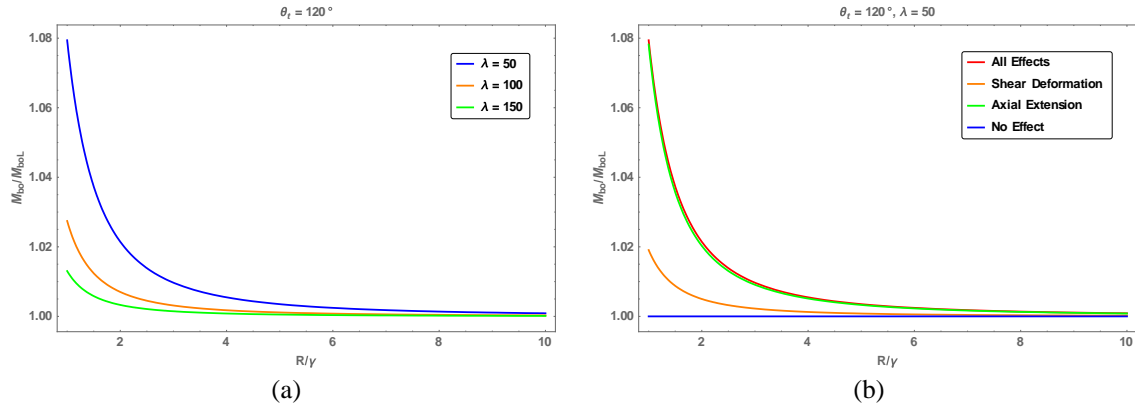 θt = 120°
Mbo/MboL
1.08
1.06
1.04
1.02
1.00
λ = 50
λ = 100
λ = 150
2 4 6 8 10
R/γ
(a)
θt = 120°, λ = 50
Mbo/MboL
1.08
1.06
1.04
1.02
1.00
All Effects
Shear Deformation
Axial Extension
No Effect
2 4 6 8 10
R/γ
(b)